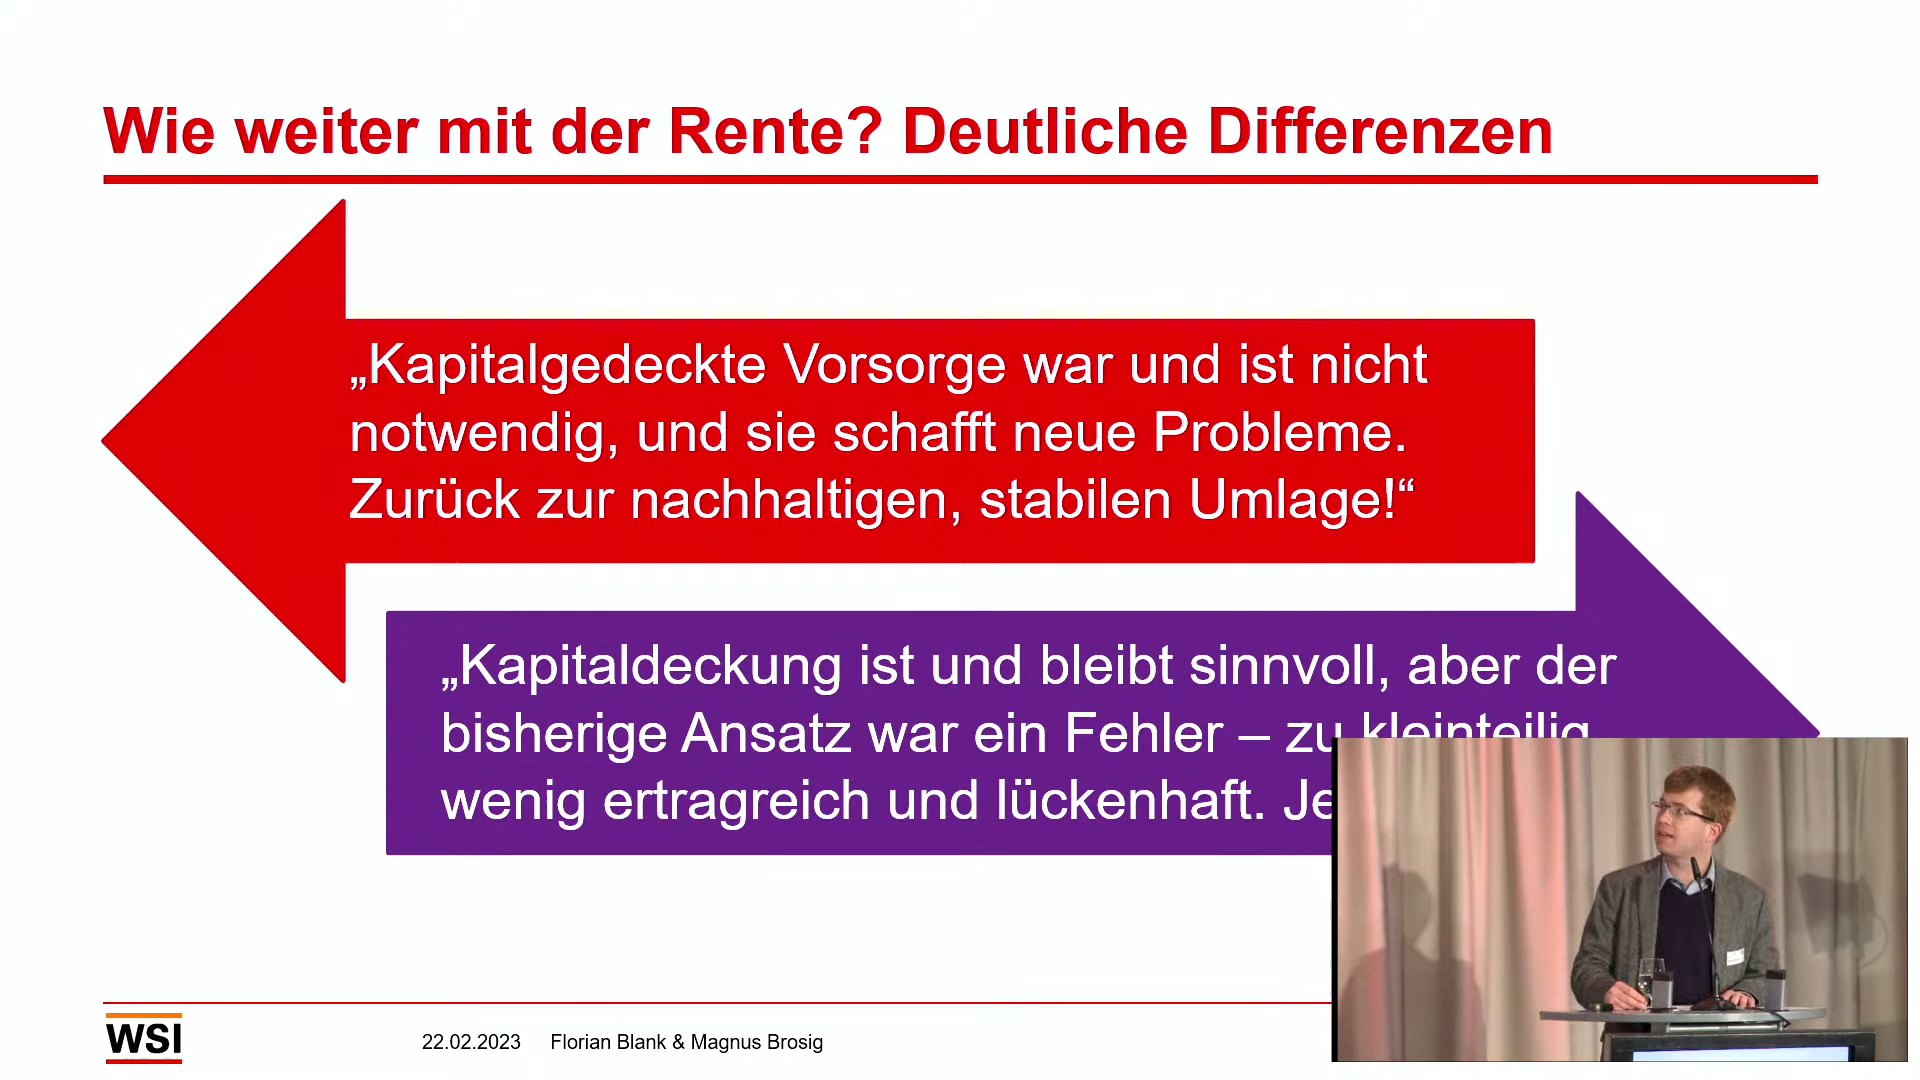 Wie weiter mit der Rente? Deutliche Differenzen
„Kapitalgedeckte Vorsorge war und ist nicht
notwendig, und sie schafft neue Probleme.
Zurück zur nachhaltigen, stabilen Umlage!“
„Kapitaldeckung ist und bleibt sinnvoll, aber der
bisherige Ansatz war ein Fehler – zu kleinteilig
wenig ertragreich und lückenhaft. Je
WSI
22.02.2023 Florian Blank & Magnus Brosig